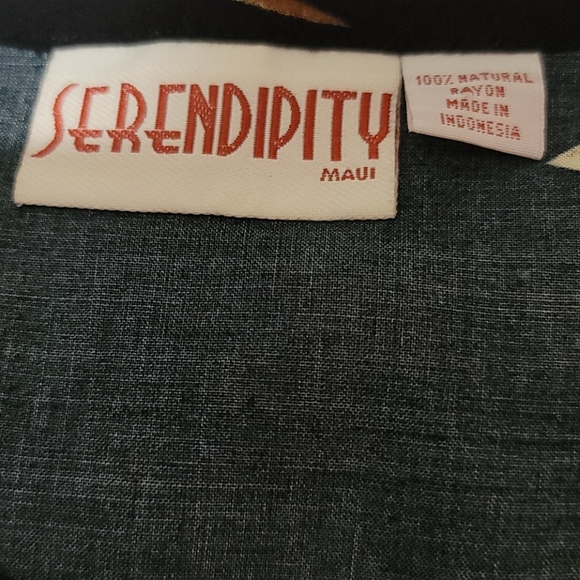 SERENDIPITY
MAUI
100% NATURAL
RAYON
MADE IN
INDONESIA